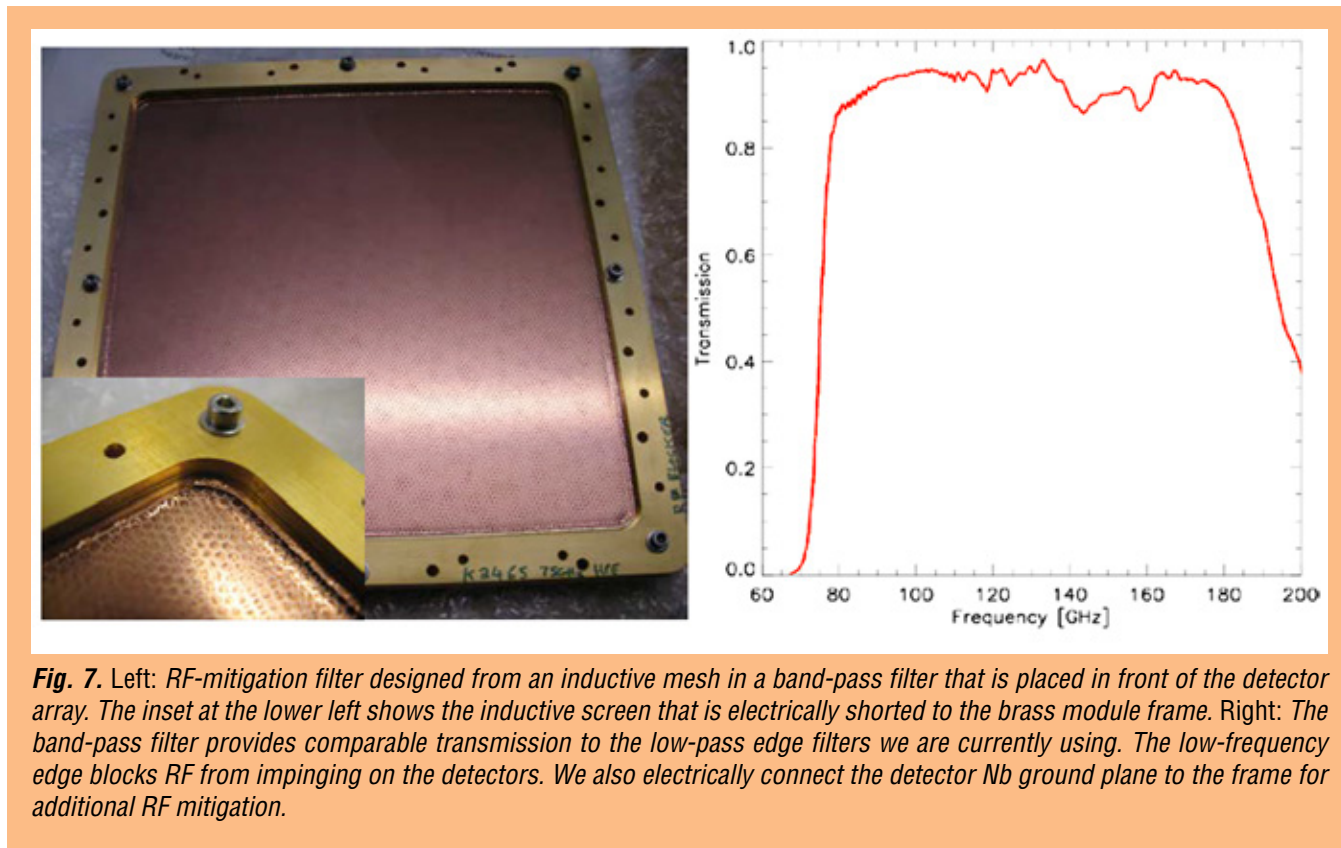 1.0
0.8
0.6
0.4
0.2
0.0
Transmission
60 80 100 120 140 160 180 200
Frequency [GHz]
K2465 75GHz HPE
Fig. 7. Left: RF-mitigation filter designed from an inductive mesh in a band-pass filter that is placed in front of the detector
array. The inset at the lower left shows the inductive screen that is electrically shorted to the brass module frame. Right: The
band-pass filter provides comparable transmission to the low-pass edge filters we are currently using. The low-frequency
edge blocks RF from impinging on the detectors. We also electrically connect the detector Nb ground plane to the frame for
additional RF mitigation.